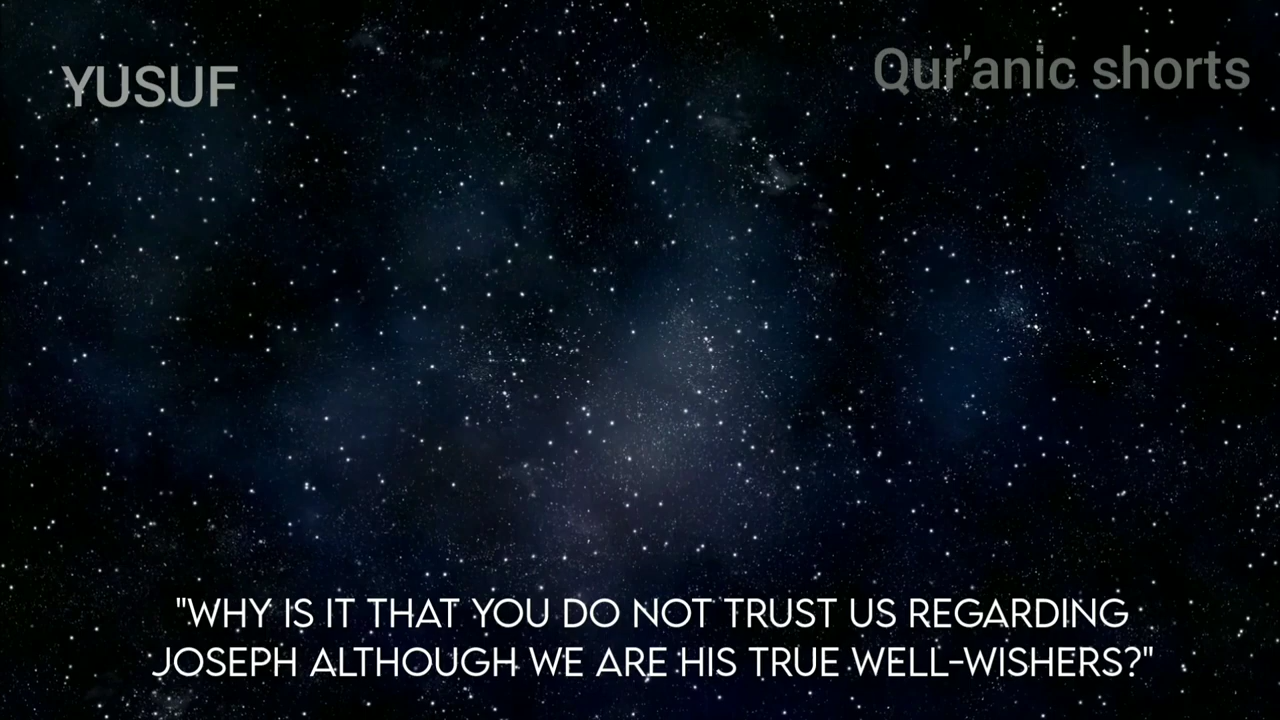 YUSUF
Qur'anic shorts
"WHY IS IT THAT YOU DO NOT TRUST US REGARDING
JOSEPH ALTHOUGH WE ARE HIS TRUE WELL-WISHERS?"